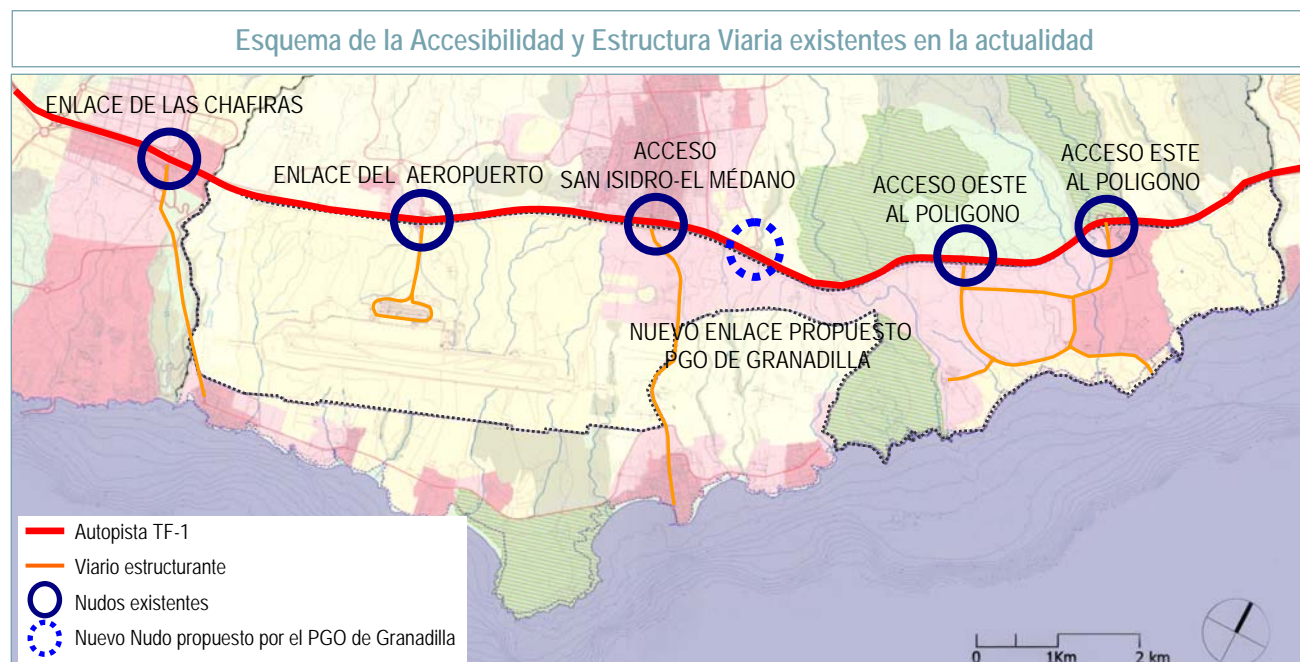 Esquema de la Accesibilidad y Estructura Viaria existentes en la actualidad
ENLACE DE LAS CHAFIRAS
ENLACE DEL AEROPUERTO
ACCESO
SAN ISIDRO-EL MÉDANO
ACCESO OESTE
AL POLIGONO
ACCESO ESTE
AL POLIGONO
NUEVO ENLACE PROPUESTO
PGO DE GRANADILLA
Autopista TF-1
Viario estructurante
Nudos existentes
Nuevo Nudo propuesto por el PGO de Granadilla
0 1Km 2 km